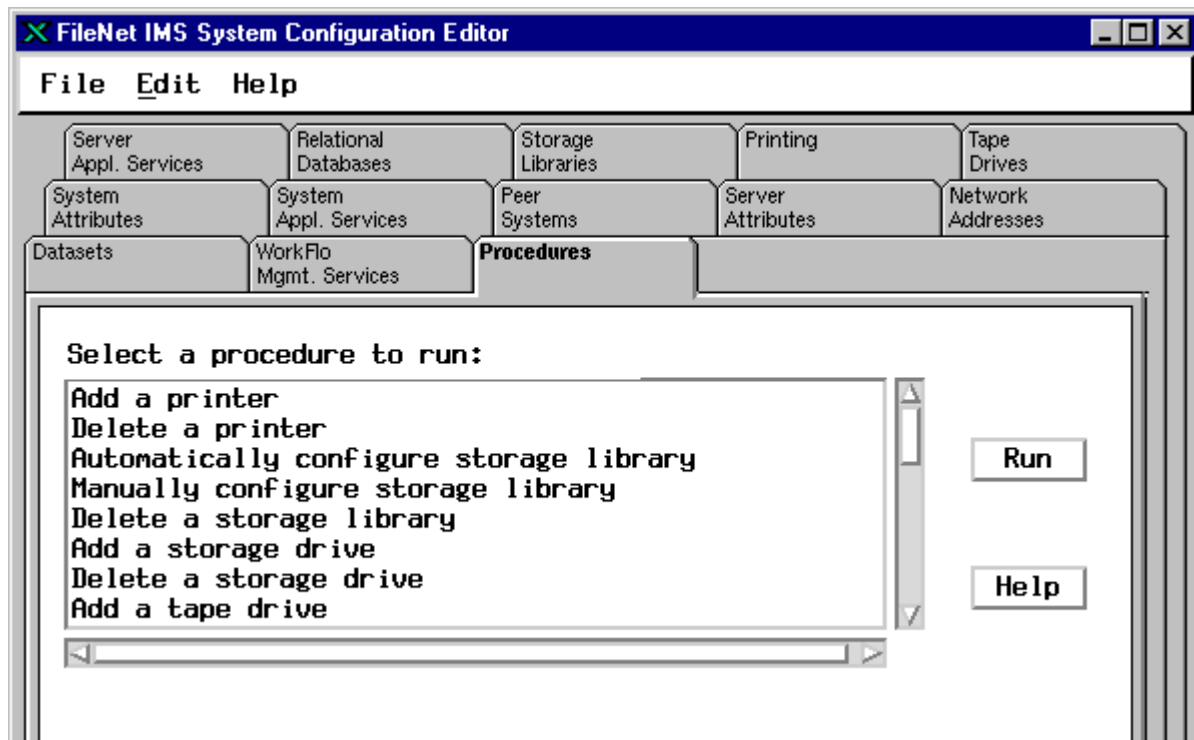 FileNet IMS System Configuration Editor
File Edit Help
Server
Appl. Services
Relational
Databases
Storage
Libraries
Printing
Tape
Drives
System
Attributes
System
Appl. Services
Peer
Systems
Server
Attributes
Network
Addresses
Datasets
WorkFlo
Mgmt. Services
Procedures
Select a procedure to run:
Add a printer
Delete a printer
Automatically configure storage library
Manually configure storage library
Delete a storage library
Add a storage drive
Delete a storage drive
Add a tape drive
Run
Help